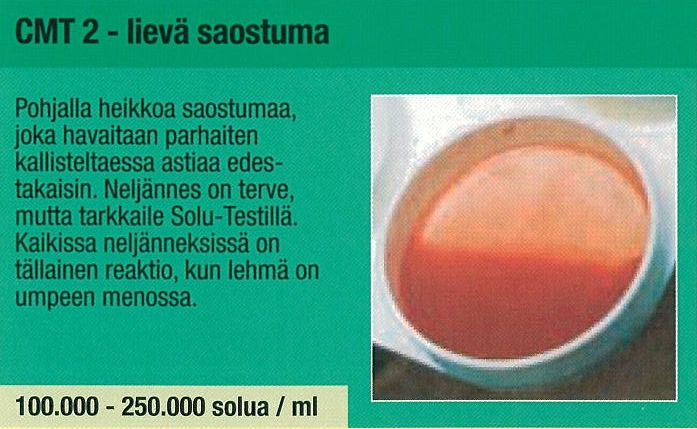 CMT 2 - lievä saostuma
Pohjalla heikkoa saostumaa,
joka havaitaan parhaiten
kallisteltaessa astiaa edes-
takaisin. Neljännes on terve,
mutta tarkkaile Solu-Testillä.
Kaikissa neljänneksissä on
tällainen reaktio, kun lehmä on
umpeen menossa.
100.000 - 250.000 solua / ml